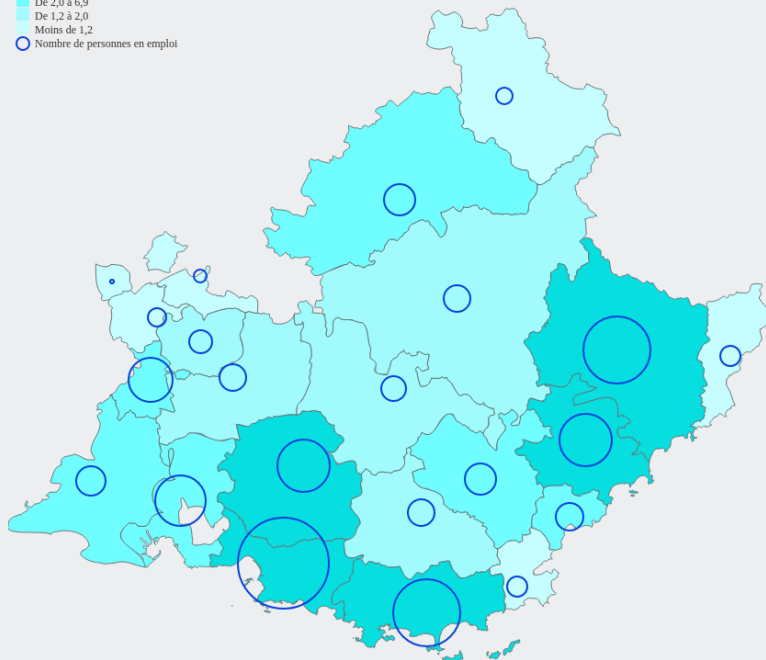 De 2,0 à 6,9
De 1,2 à 2,0
Moins de 1,2
Nombre de personnes en emploi